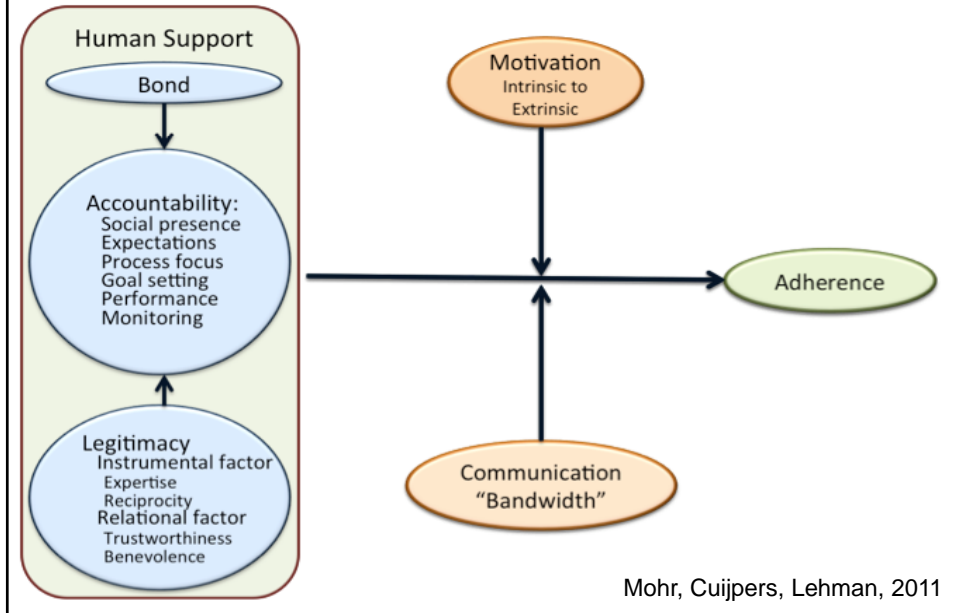 Human Support
Bond
Accountability:
Social presence
Expectations
Process focus
Goal setting
Performance
Monitoring
Legitimacy
Instrumental factor
Expertise
Reciprocity
Relational factor
Trustworthiness
Benevolence
Motivation
Intrinsic to
Extrinsic
Communication
“Bandwidth”
Adherence
Mohr, Cuijpers, Lehman, 2011